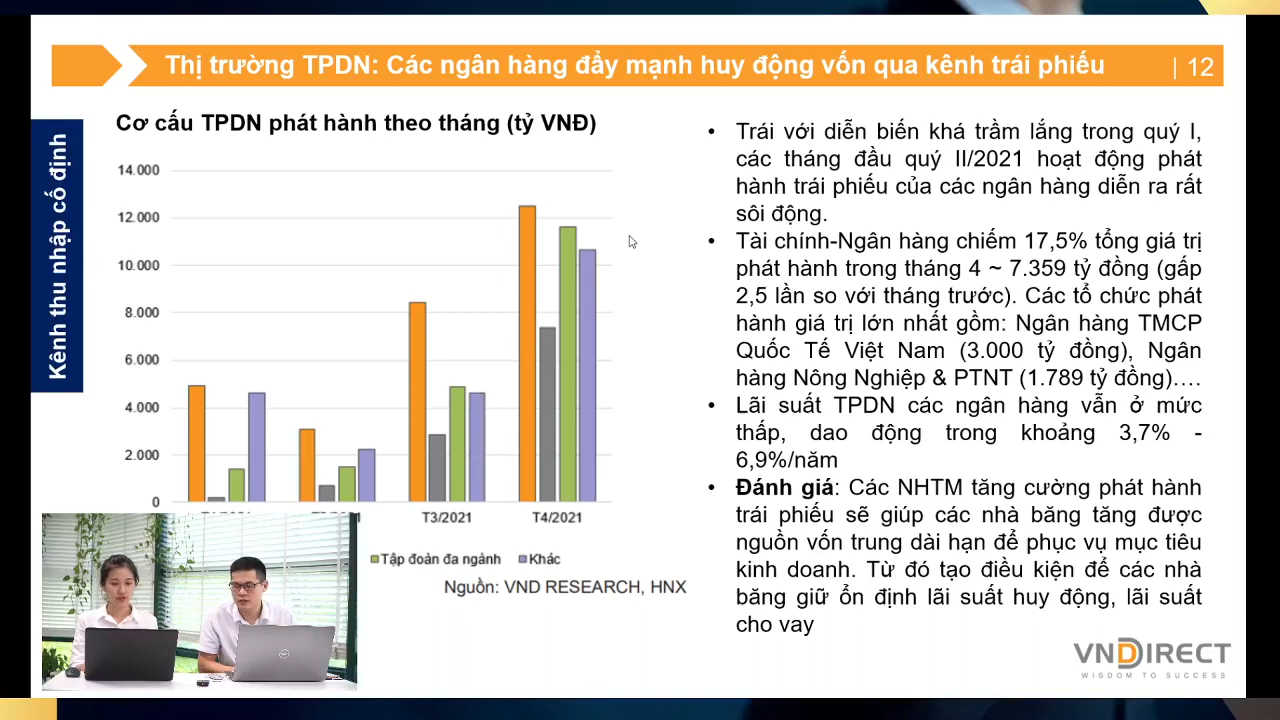 Thị trường TPDN: Các ngân hàng đẩy mạnh huy động vốn qua kênh trái phiếu
| 12
Kênh thu nhập cố định
Cơ cấu TPDN phát hành theo tháng (tỷ VNĐ)
14.000
12.000
10.000
8.000
6.000
4.000
2.000
0
T3/2021
T4/2021
Tập đoàn đa ngành
Khác
Nguồn: VND RESEARCH, HNX
• Trái với diễn biến khá trầm lắng trong quý I,
các tháng đầu quý II/2021 hoạt động phát
hành trái phiếu của các ngân hàng diễn ra rất
sôi động.
• Tài chính-Ngân hàng chiếm 17,5% tổng giá trị
phát hành trong tháng 4 ~ 7.359 tỷ đồng (gấp
2,5 lần so với tháng trước). Các tổ chức phát
hành giá trị lớn nhất gồm: Ngân hàng TMCP
Quốc Tế Việt Nam (3.000 tỷ đồng), Ngân
hàng Nông Nghiệp & PTNT (1.789 tỷ đồng)….
• Lãi suất TPDN các ngân hàng vẫn ở mức
thấp, dao động trong khoảng 3,7% -
6,9%/năm
• Đánh giá: Các NHTM tăng cường phát hành
trái phiếu sẽ giúp các nhà băng tăng được
nguồn vốn trung dài hạn để phục vụ mục tiêu
kinh doanh. Từ đó tạo điều kiện để các nhà
băng giữ ổn định lãi suất huy động, lãi suất
cho vay
VNDIRECT
WISDOM TO SUCCESS